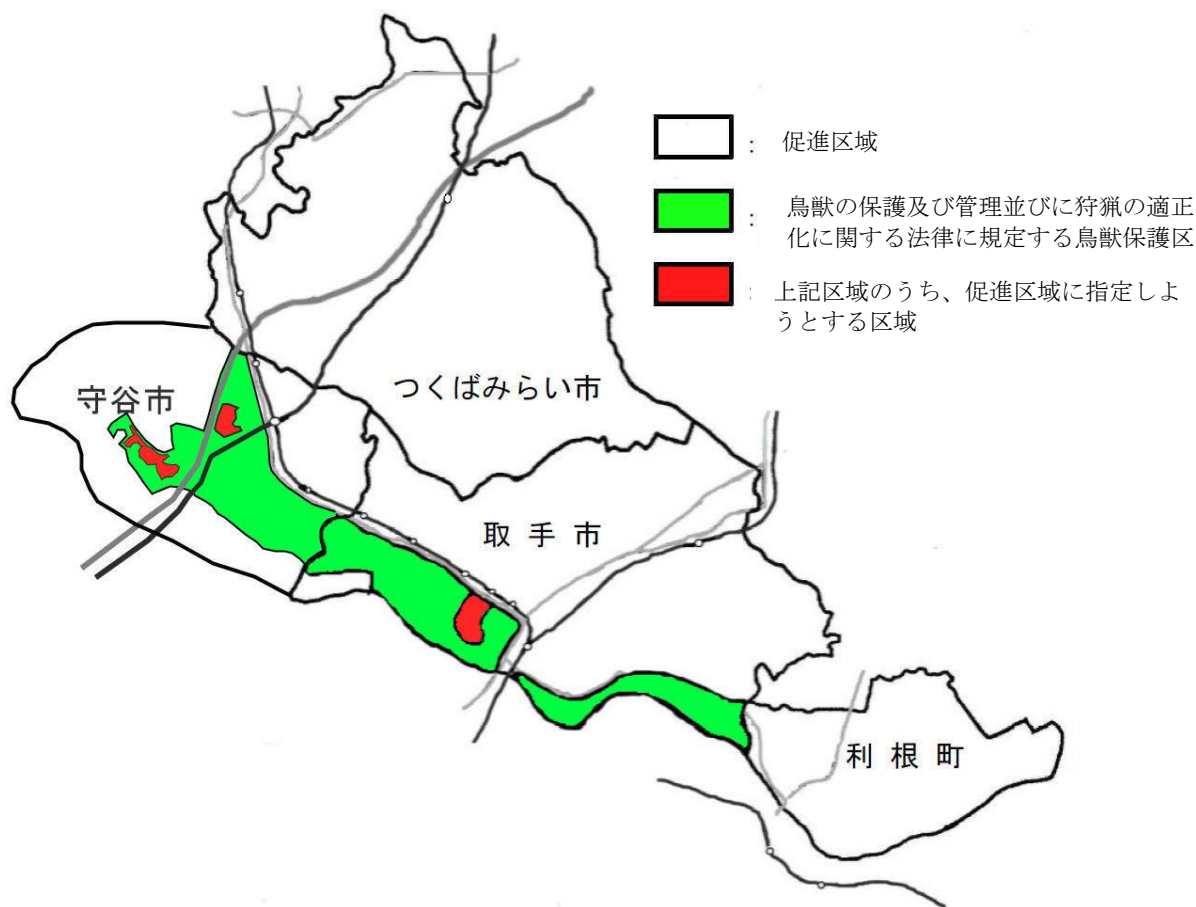 ： 促進区域
： 鳥獣の保護及び管理並びに狩猟の適正
化に関する法律に規定する鳥獣保護区
： 上記区域のうち、促進区域に指定しよ
うとする区域
守谷市
つくばみらい市
取手市
利根町